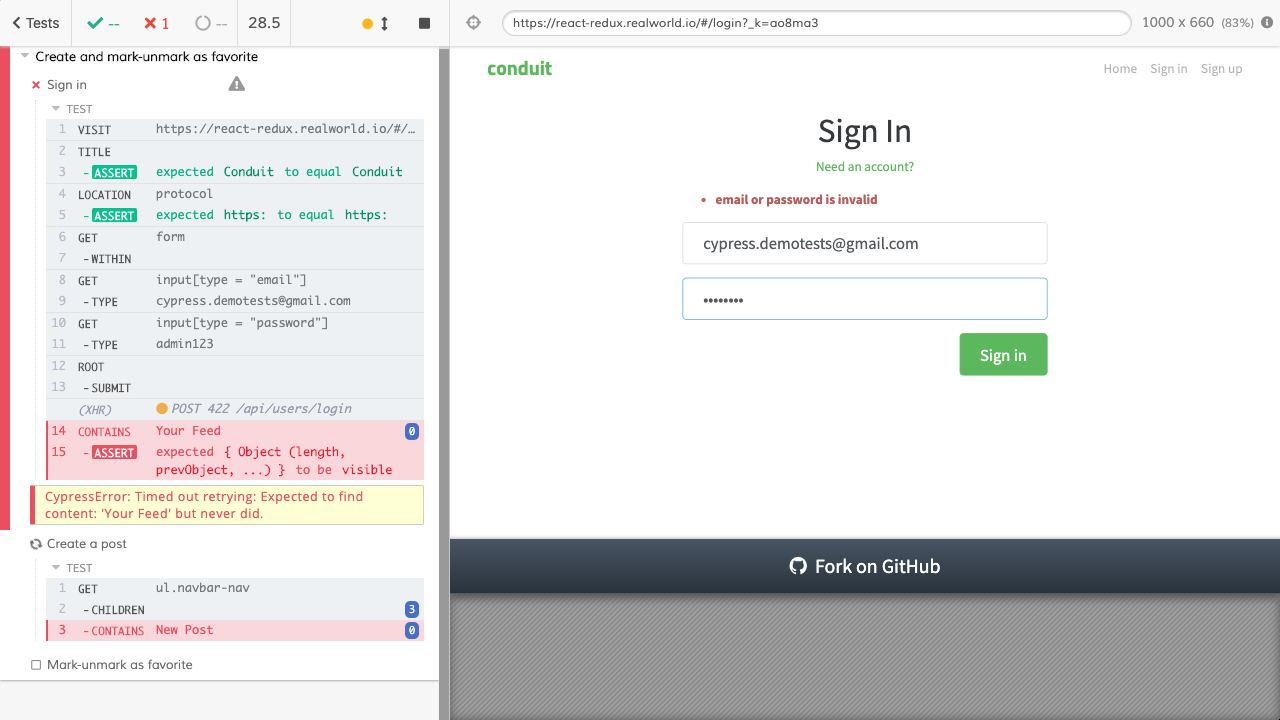 Tests
--
1
--
28.5
https://react-redux.realworld.io/#/login?_k=ao8ma3
1000 x 660 (83%)
Create and mark-unmark as favorite
Sign in
TEST
1 VISIT https://react-redux.realworld.io/#/…
2 TITLE
3 -ASSERT expected Conduit to equal Conduit
4 LOCATION protocol
5 -ASSERT expected https: to equal https:
6 GET form
7 -WITHIN
8 GET input[type = "email"]
9 -TYPE cypress.demotests@gmail.com
10 GET input[type = "password"]
11 -TYPE admin123
12 ROOT
13 -SUBMIT
(XHR) POST 422 /api/users/login
14 CONTAINS Your Feed 0
15 -ASSERT expected { Object (length,
prevObject, ...) } to be visible
CypressError: Timed out retrying: Expected to find
content: 'Your Feed' but never did.
Create a post
TEST
1 GET ul.navbar-nav
2 -CHILDREN 3
3 -CONTAINS New Post 0
Mark-unmark as favorite
conduit
Home Sign in Sign up
Sign In
Need an account?
• email or password is invalid
cypress.demotests@gmail.com
••••••••
Sign in
Fork on GitHub